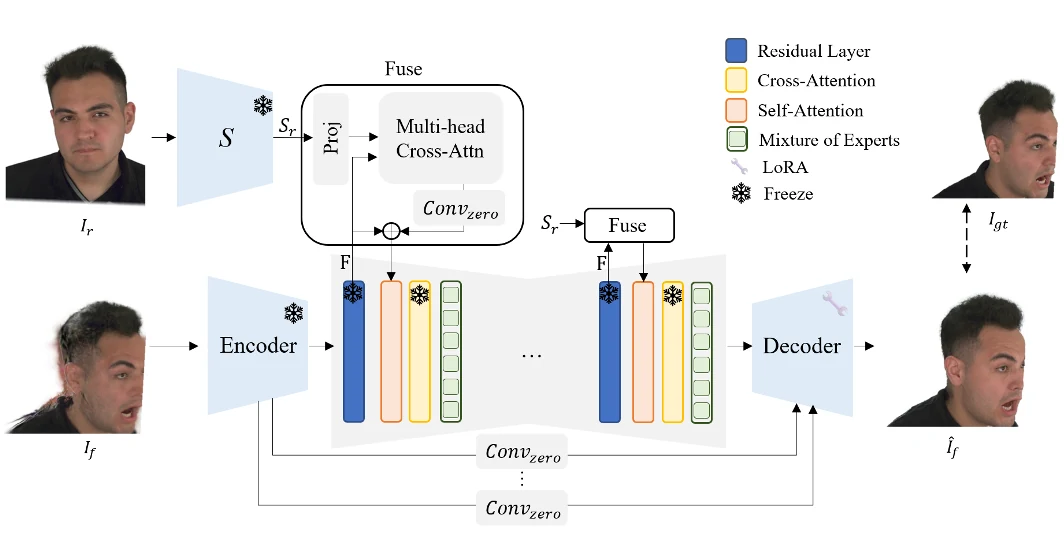 Fuse
Residual Layer
Cross-Attention
Self-Attention
Mixture of Experts
LoRA
Freeze
S
S_r
Proj
Multi-head
Cross-Attn
Conv_zero
I_r
F
S_r
Fuse
F
I_gt
Encoder
...
Decoder
I_f
Conv_zero
⋮
Conv_zero
Î_f